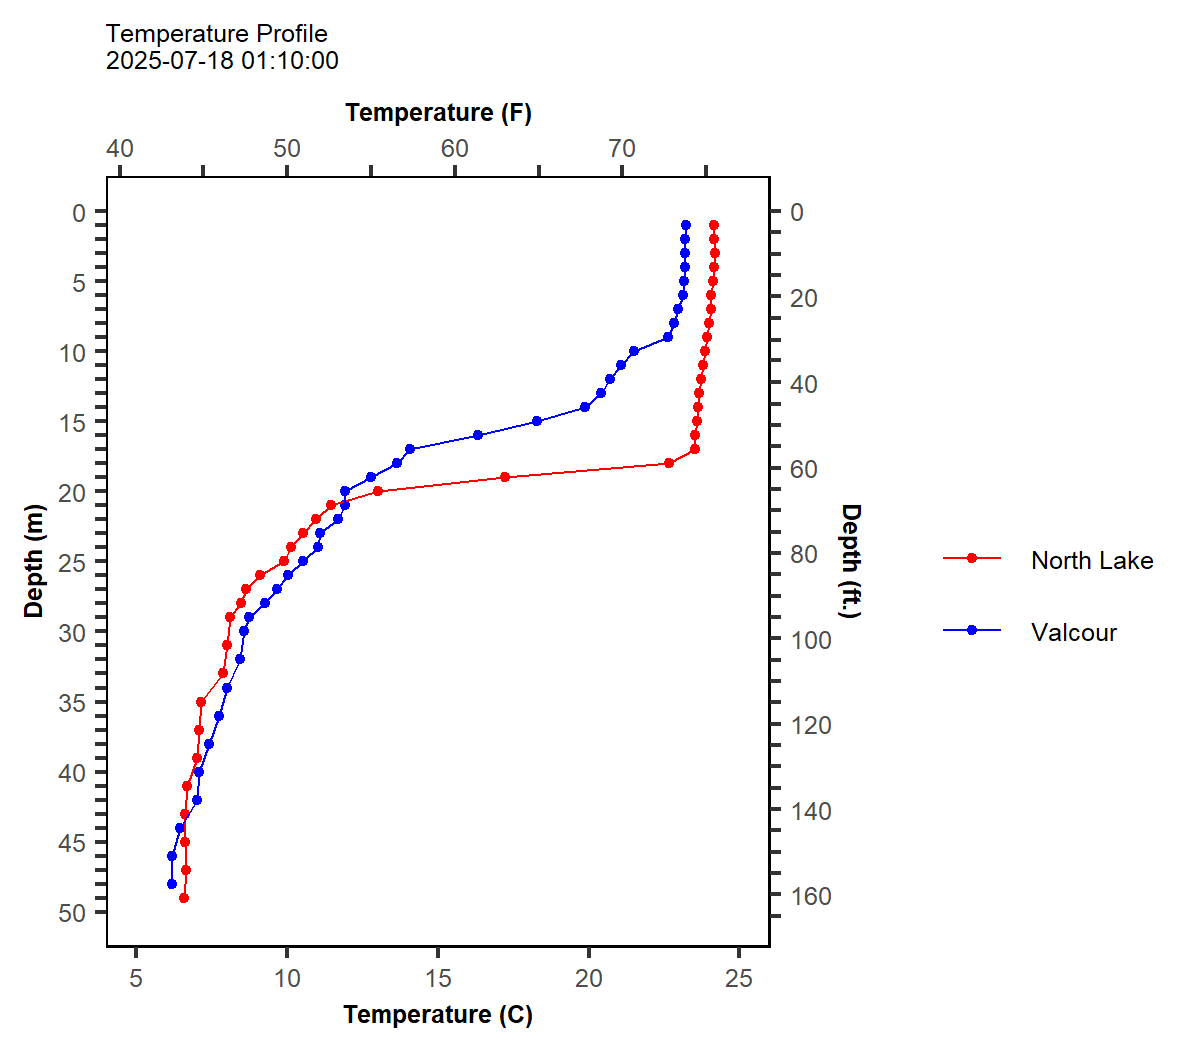 Temperature Profile
2025-07-18 01:10:00
Temperature (F)
40 50 60 70
0
5
10
15
20
25
30
35
40
45
50
Depth (m)
0
20
40
60
80
100
120
140
160
Depth (ft.)
North Lake
Valcour
5 10 15 20 25
Temperature (C)